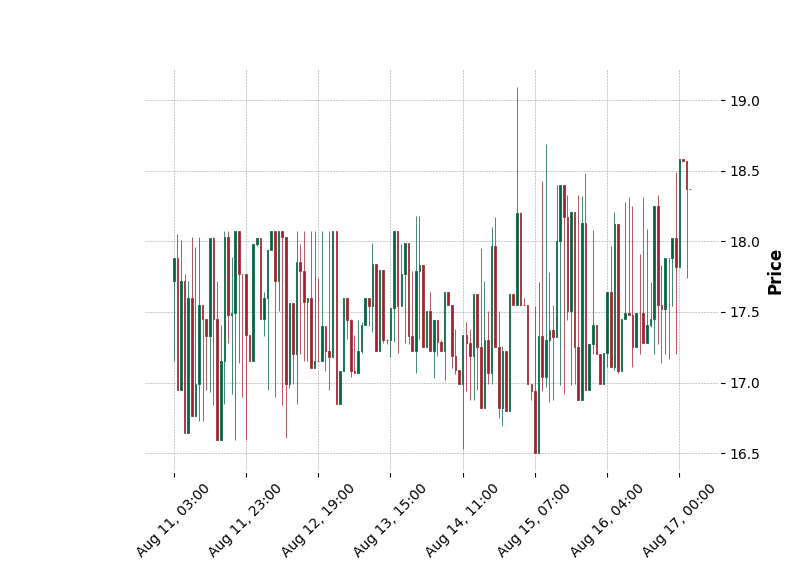 19.0
18.5
18.0
17.5
17.0
16.5
Price
Aug 11, 03:00
Aug 11, 23:00
Aug 12, 19:00
Aug 13, 15:00
Aug 14, 11:00
Aug 15, 07:00
Aug 16, 04:00
Aug 17, 00:00